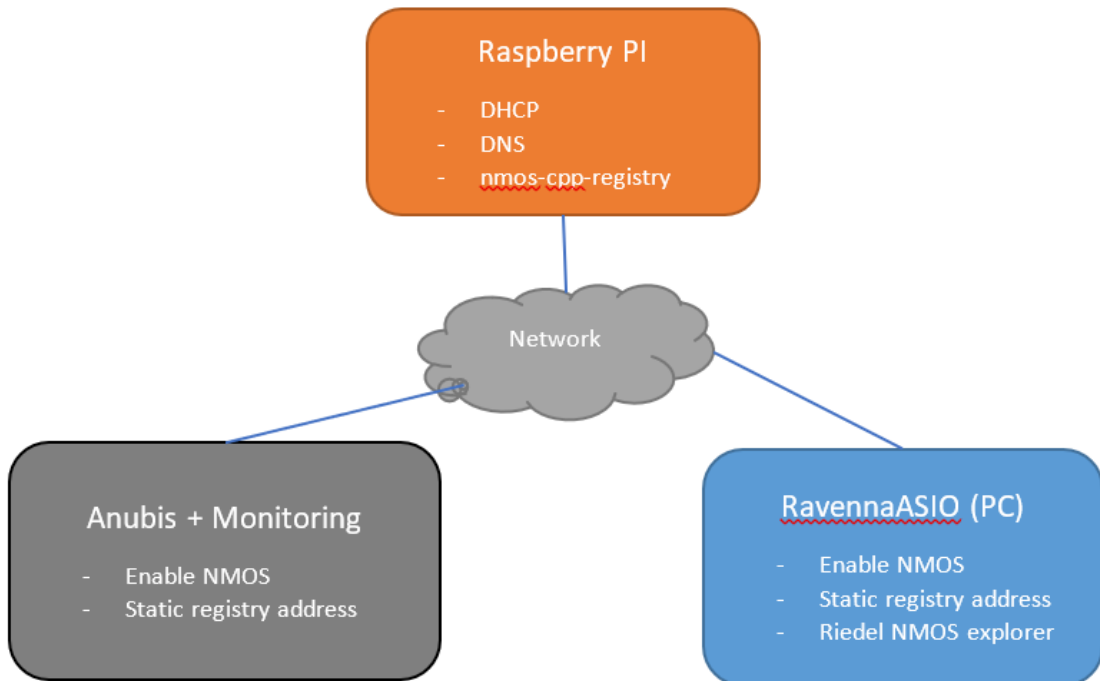 Raspberry PI
- DHCP
- DNS
- nmos-cpp-registry
Network
Anubis + Monitoring
- Enable NMOS
- Static registry address
RavennaASIO (PC)
- Enable NMOS
- Static registry address
- Riedel NMOS explorer